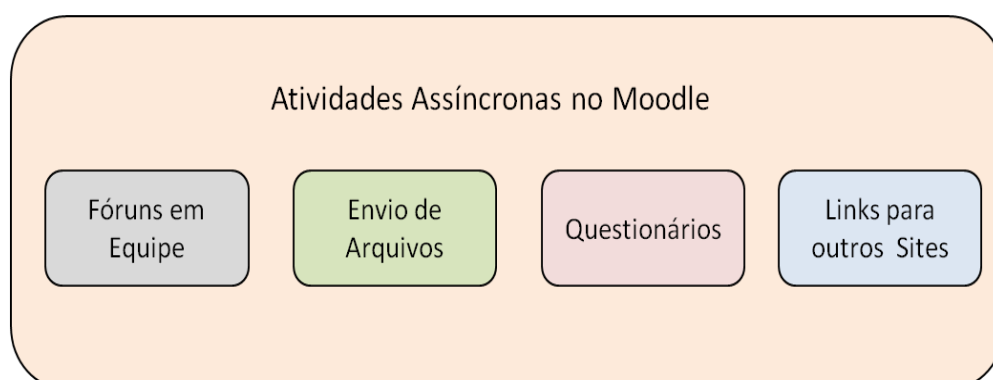 Atividades Assíncronas no Moodle
Fóruns em
Equipe
Envio de
Arquivos
Questionários
Links para
outros Sites